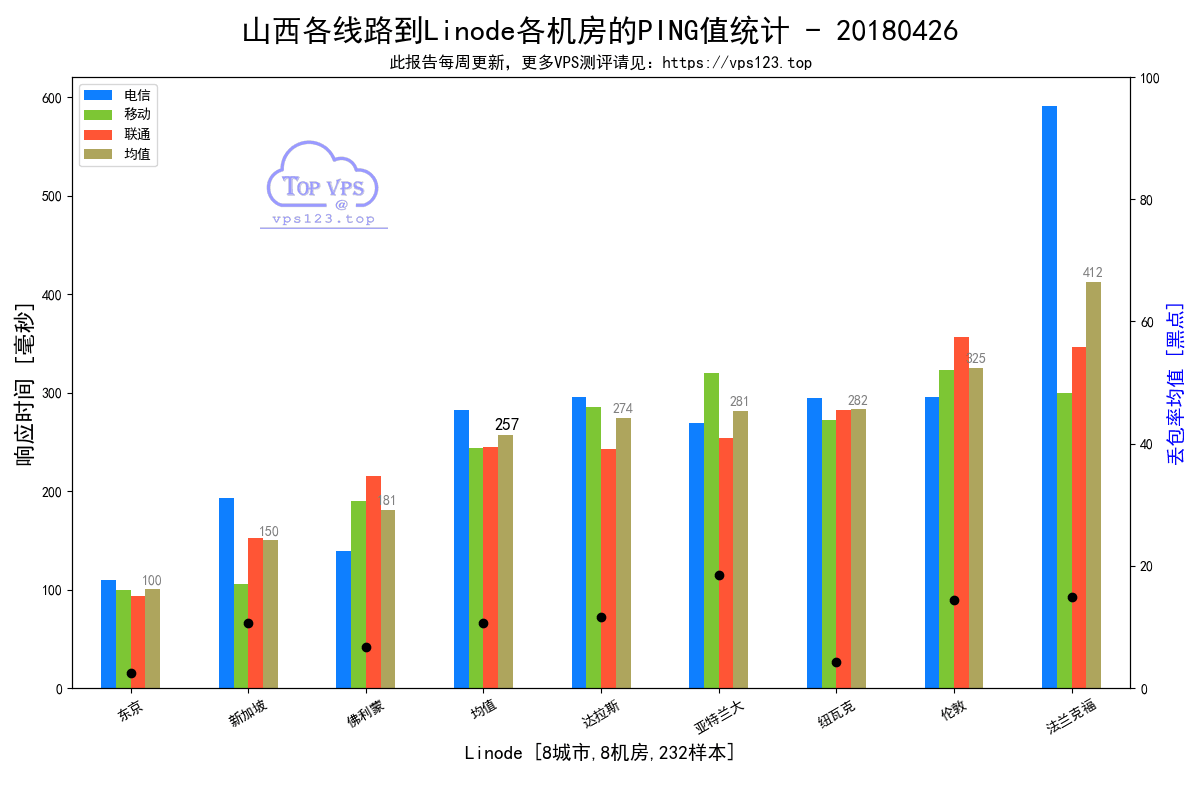 山西各线路到Linode各机房的PING值统计 - 20180426
此报告每周更新，更多VPS测评请见：https://vps123.top
电信
移动
联通
均值
TOP VPS
@
vps123.top
响应时间 [毫秒]
600
500
400
300
200
100
0
100
150
181
257
274
281
282
325
412
100
80
60
40
20
0
丢包率均值 [黑点]
东京
新加坡
佛利蒙
均值
达拉斯
亚特兰大
纽瓦克
伦敦
法兰克福
Linode [8城市,8机房,232样本]